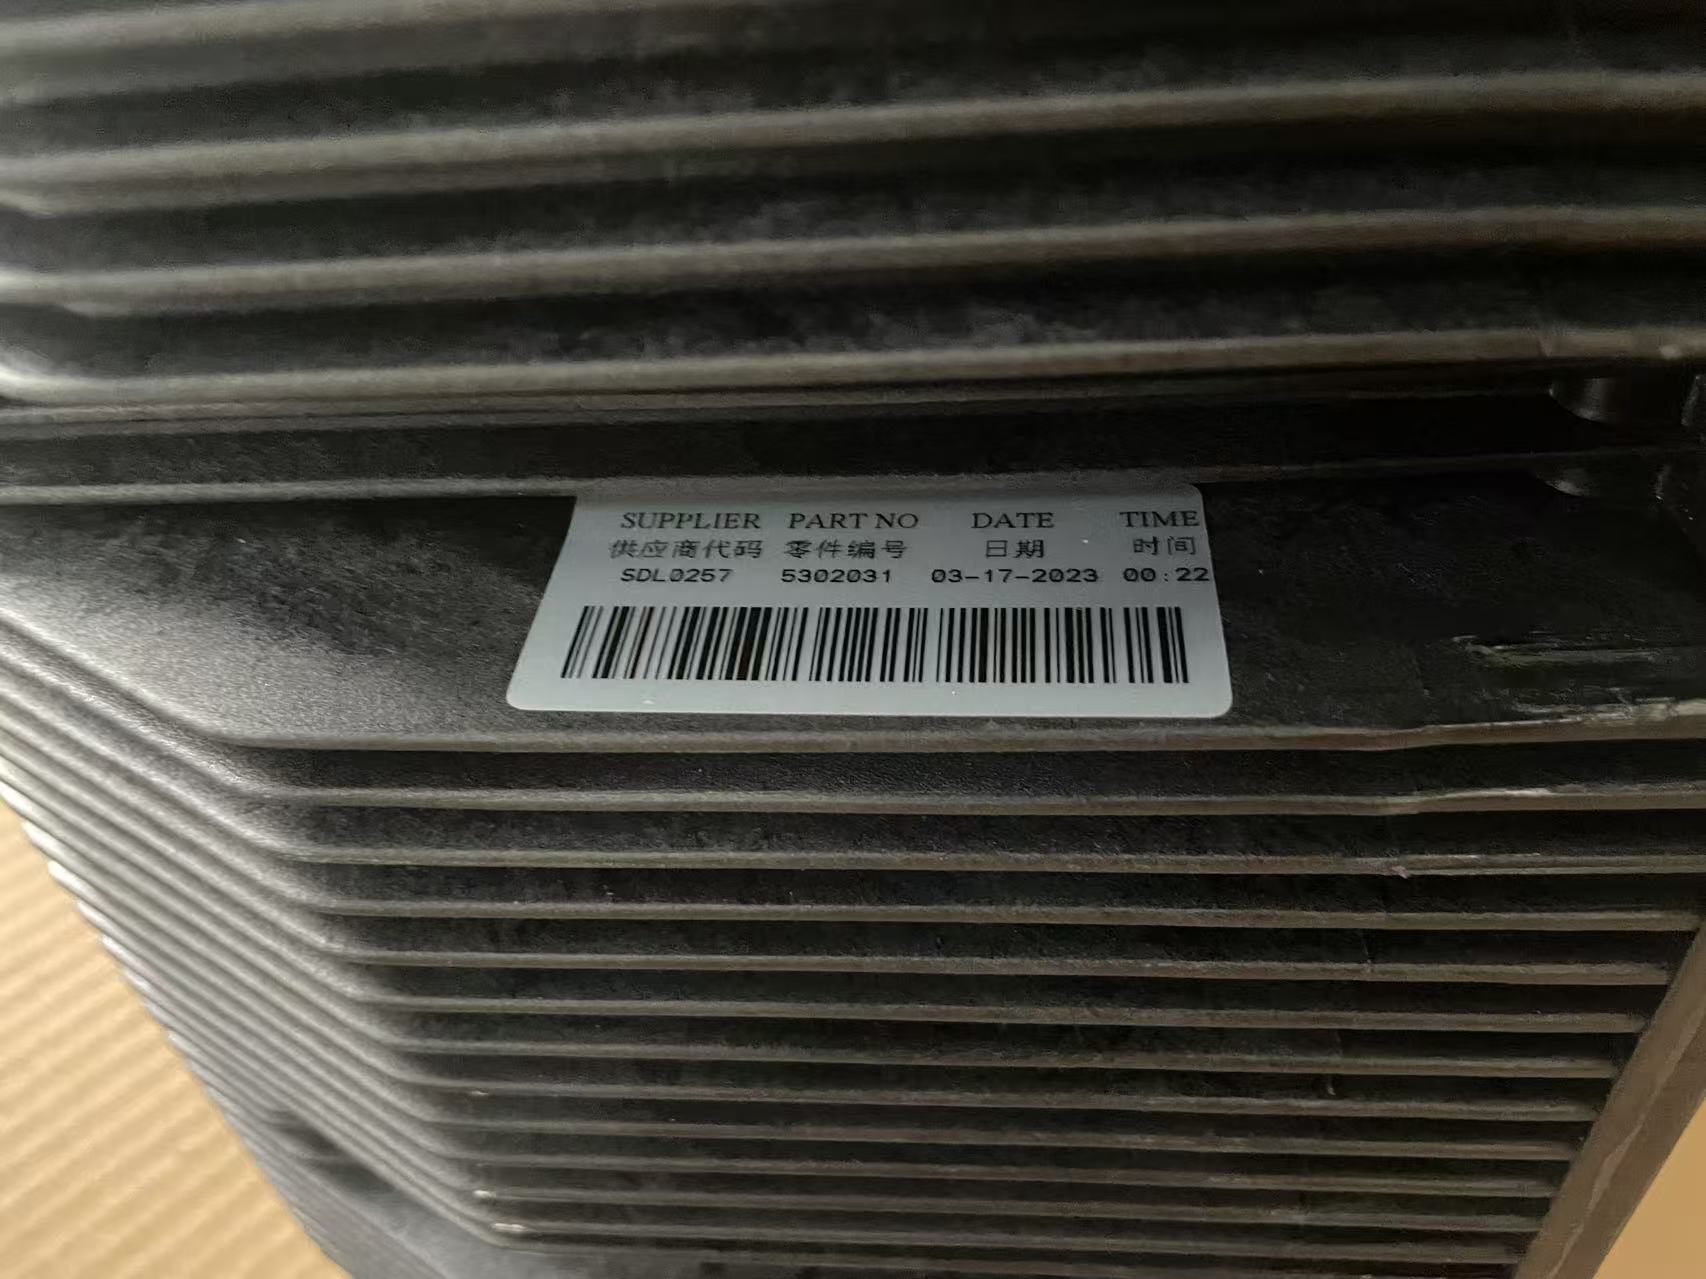 SUPPLIER PART NO DATE TIME
供应商代码 零件编号 日期 时间
SDL0257 5302031 03-17-2023 00:22